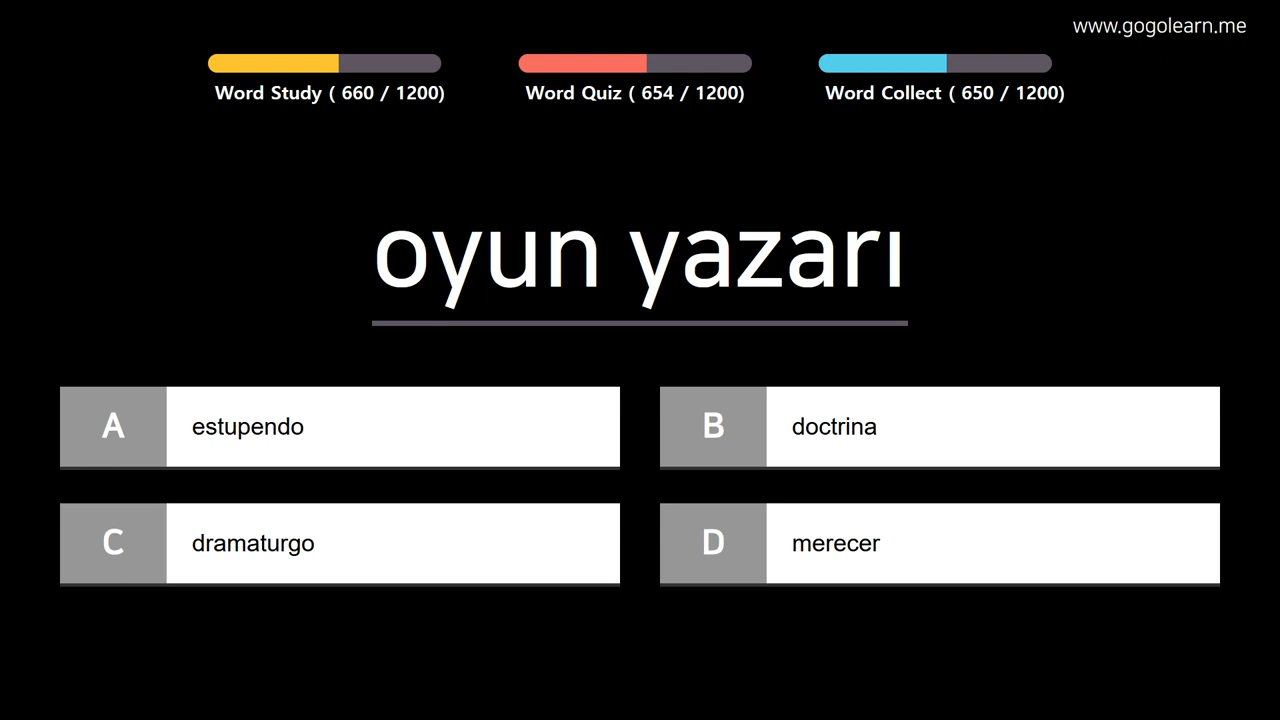 www.gogolearn.me
Word Study ( 660 / 1200)
Word Quiz ( 654 / 1200)
Word Collect ( 650 / 1200)
oyun yazarı
A estupendo
B doctrina
C dramaturgo
D merecer